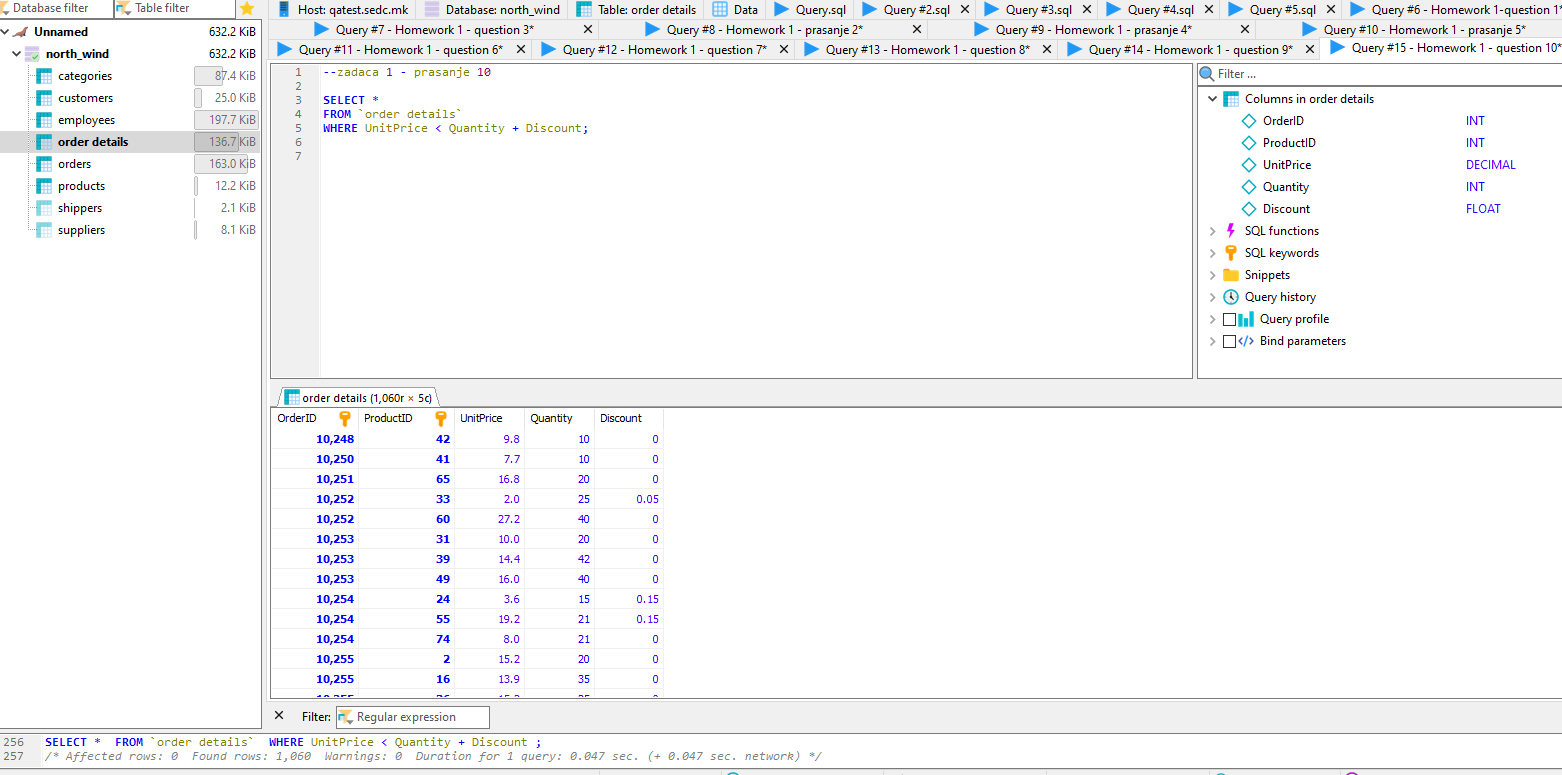 Database filter
Table filter
Host: qatest.sedc.mk
Database: north_wind
Table: order details
Data
Query.sql
Query #2.sql
Query #3.sql
Query #4.sql
Query #5.sql
Query #6 - Homework 1-question 1*
Query #7 - Homework 1 - question 3*
Query #8 - Homework 1 - prasanje 2*
Query #9 - Homework 1 - prasanje 4*
Query #10 - Homework 1 - prasanje 5*
Query #11 - Homework 1 - question 6*
Query #12 - Homework 1 - question 7*
Query #13 - Homework 1 - question 8*
Query #14 - Homework 1 - question 9*
Query #15 - Homework 1 - question 10*
Unnamed 632.2 KiB
north_wind 632.2 KiB
categories 87.4 KiB
customers 25.0 KiB
employees 197.7 KiB
order details 136.7 KiB
orders 163.0 KiB
products 12.2 KiB
shippers 2.1 KiB
suppliers 8.1 KiB
1 --zadaca 1 - prasanje 10
2
3 SELECT *
4 FROM `order details`
5 WHERE UnitPrice < Quantity + Discount;
6
7
Filter ...
Columns in order details
OrderID INT
ProductID INT
UnitPrice DECIMAL
Quantity INT
Discount FLOAT
SQL functions
SQL keywords
Snippets
Query history
Query profile
Bind parameters
order details (1,060r × 5c)
OrderID ProductID UnitPrice Quantity Discount
10,248 42 9.8 10 0
10,250 41 7.7 10 0
10,251 65 16.8 20 0
10,252 33 2.0 25 0.05
10,252 60 27.2 40 0
10,253 31 10.0 20 0
10,253 39 14.4 42 0
10,253 49 16.0 40 0
10,254 24 3.6 15 0.15
10,254 55 19.2 21 0.15
10,254 74 8.0 21 0
10,255 2 15.2 20 0
10,255 16 13.9 35 0
Filter: Regular expression
256 SELECT *  FROM `order details`  WHERE UnitPrice < Quantity + Discount ;
257 /* Affected rows: 0  Found rows: 1,060  Warnings: 0  Duration for 1 query: 0.047 sec. (+ 0.047 sec. network) */